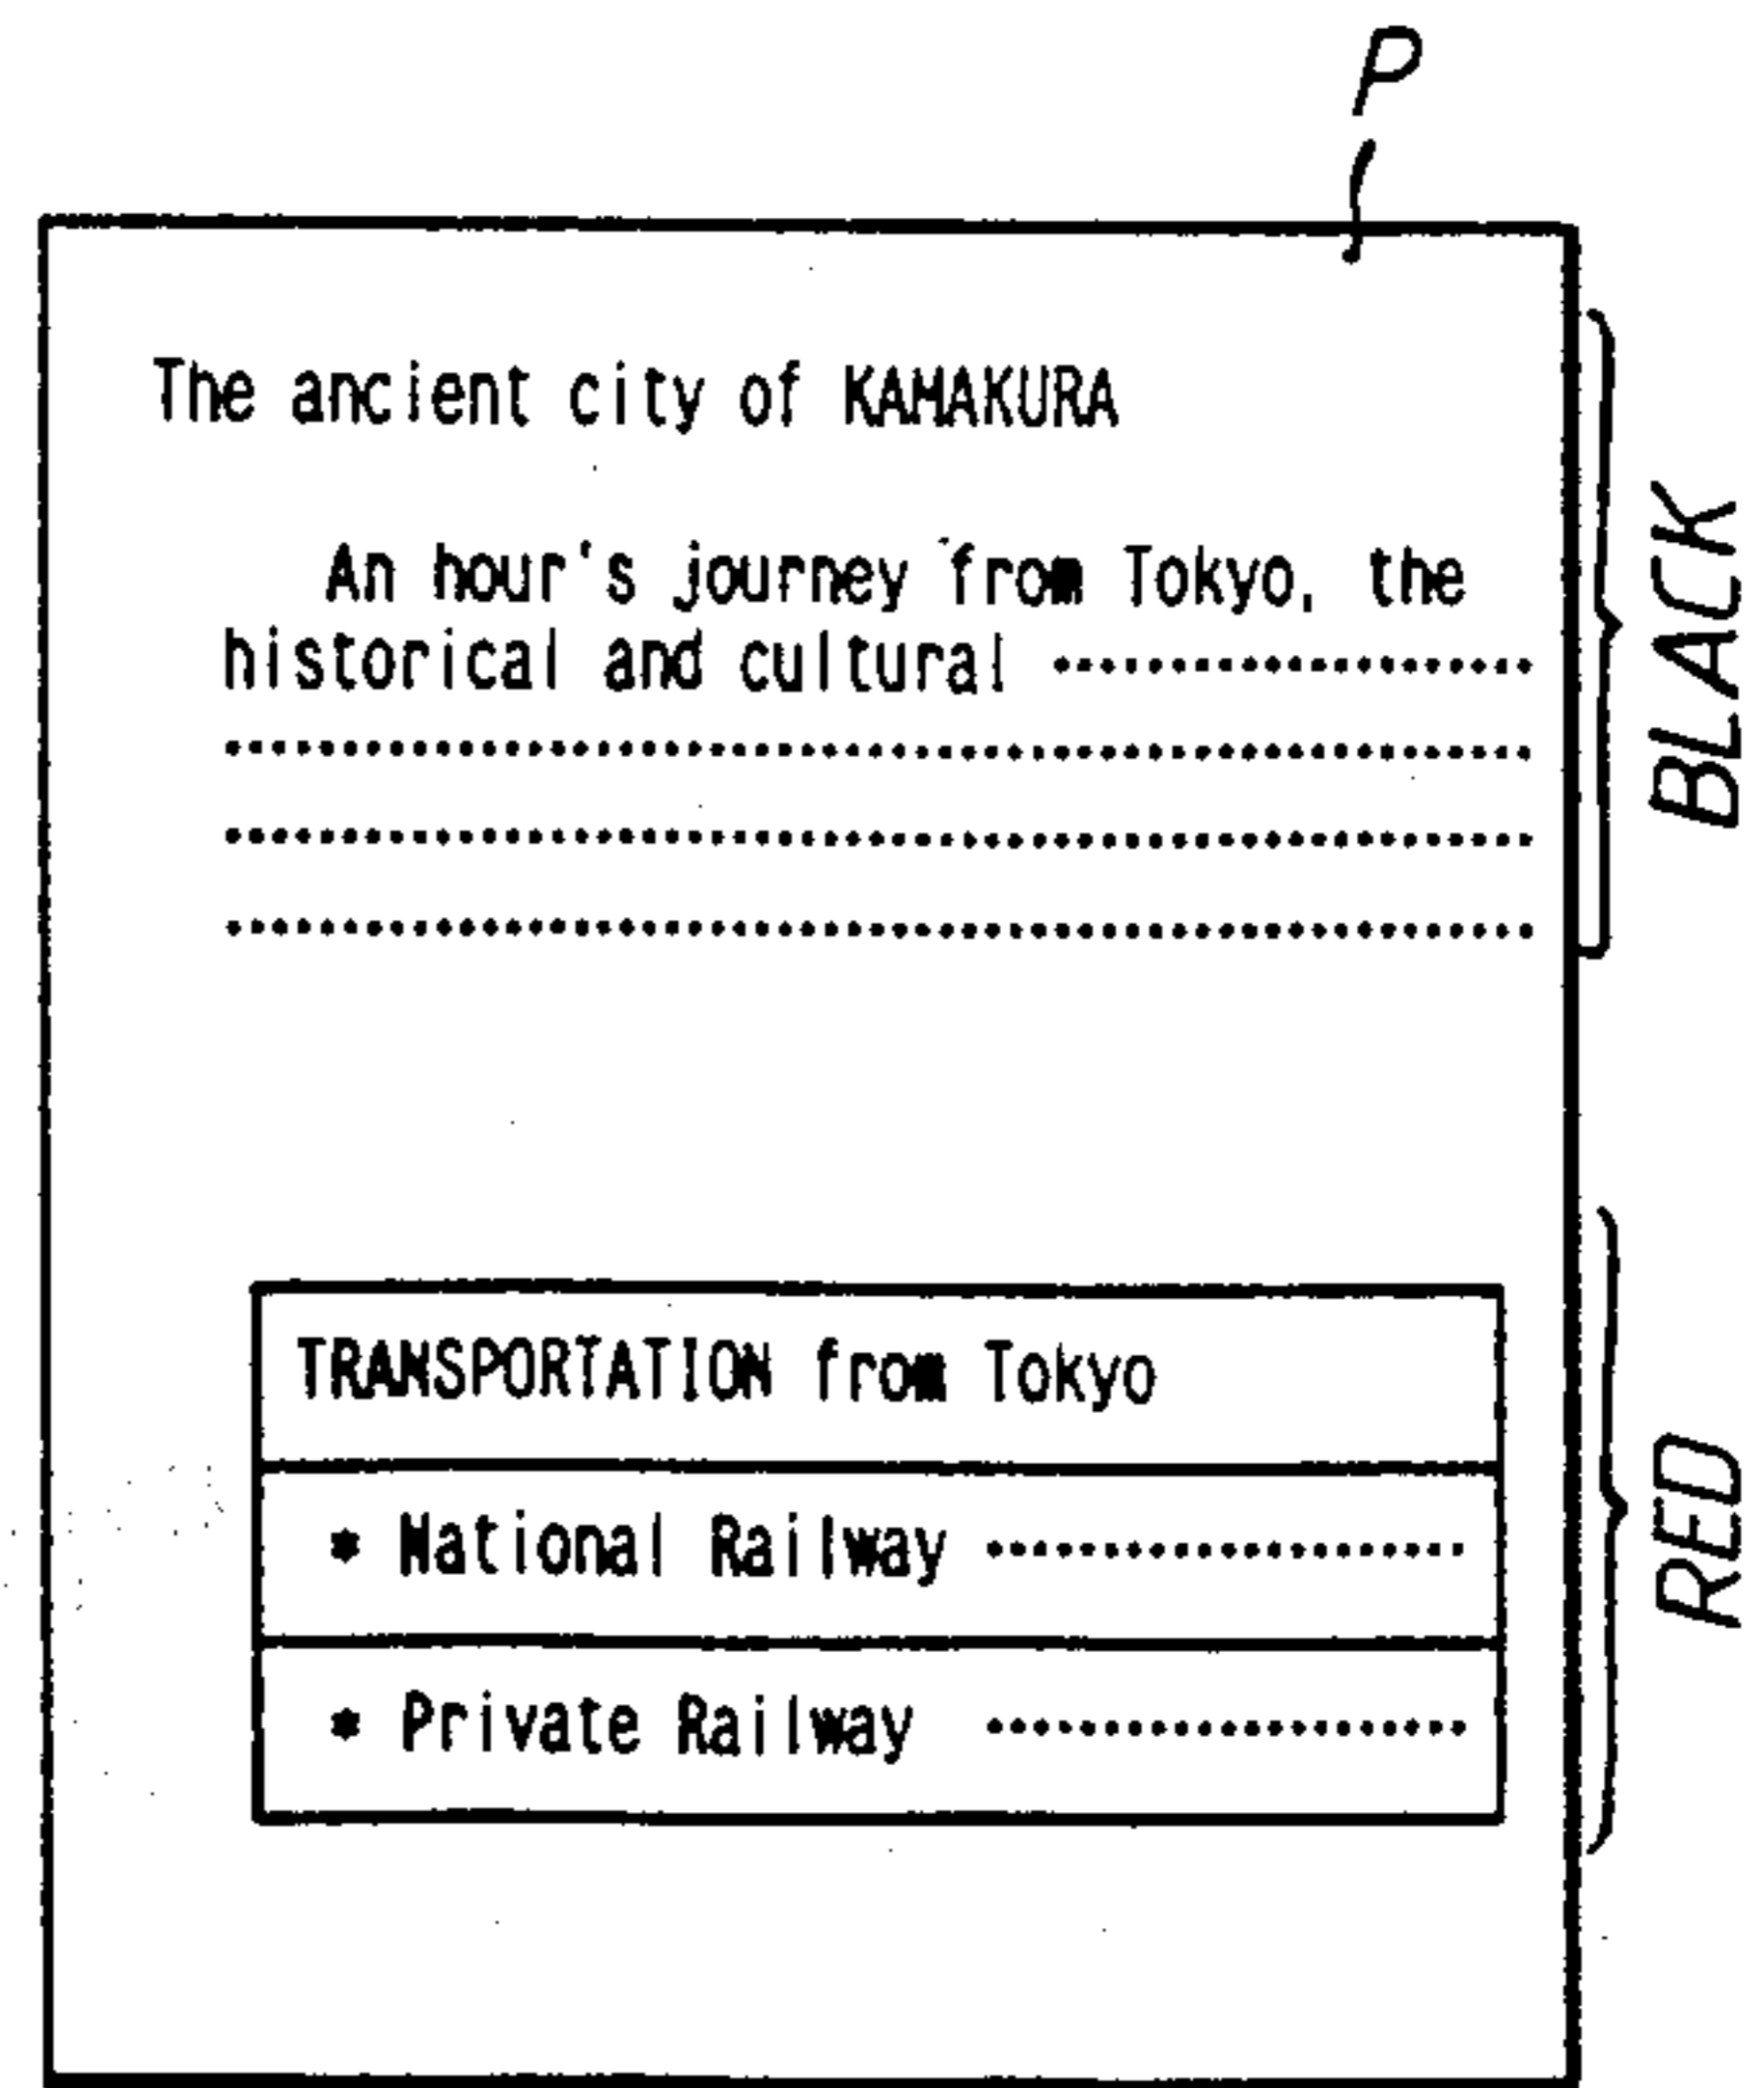 P
The ancient city of KAMAKURA
An hour's journey from Tokyo, the
historical and cultural ....................
........................................................
........................................................
........................................................
BLACK
TRANSPORTATION from Tokyo
* National Railway ....................
* Private Railway ....................
RED